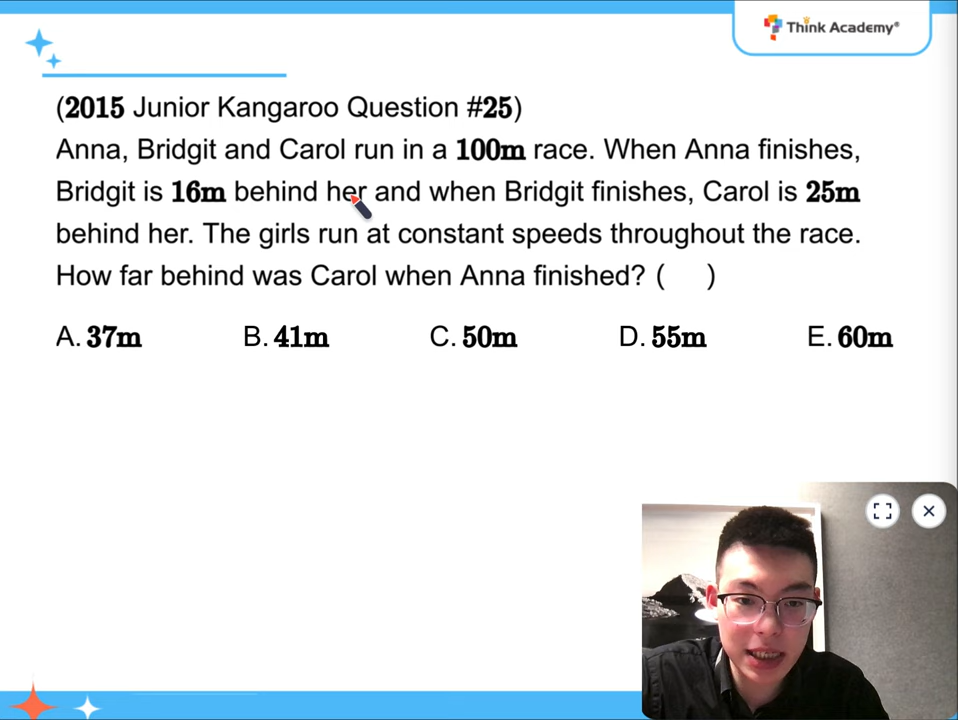 Think Academy®
(2015 Junior Kangaroo Question #25)
Anna, Bridgit and Carol run in a 100m race. When Anna finishes,
Bridgit is 16m behind her and when Bridgit finishes, Carol is 25m
behind her. The girls run at constant speeds throughout the race.
How far behind was Carol when Anna finished? (    )
A. 37m B. 41m C. 50m D. 55m E. 60m